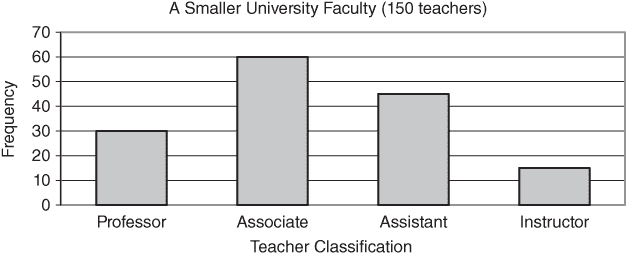 A Smaller University Faculty (150 teachers)
Frequency
70
60
50
40
30
20
10
0
Professor Associate Assistant Instructor
Teacher Classification